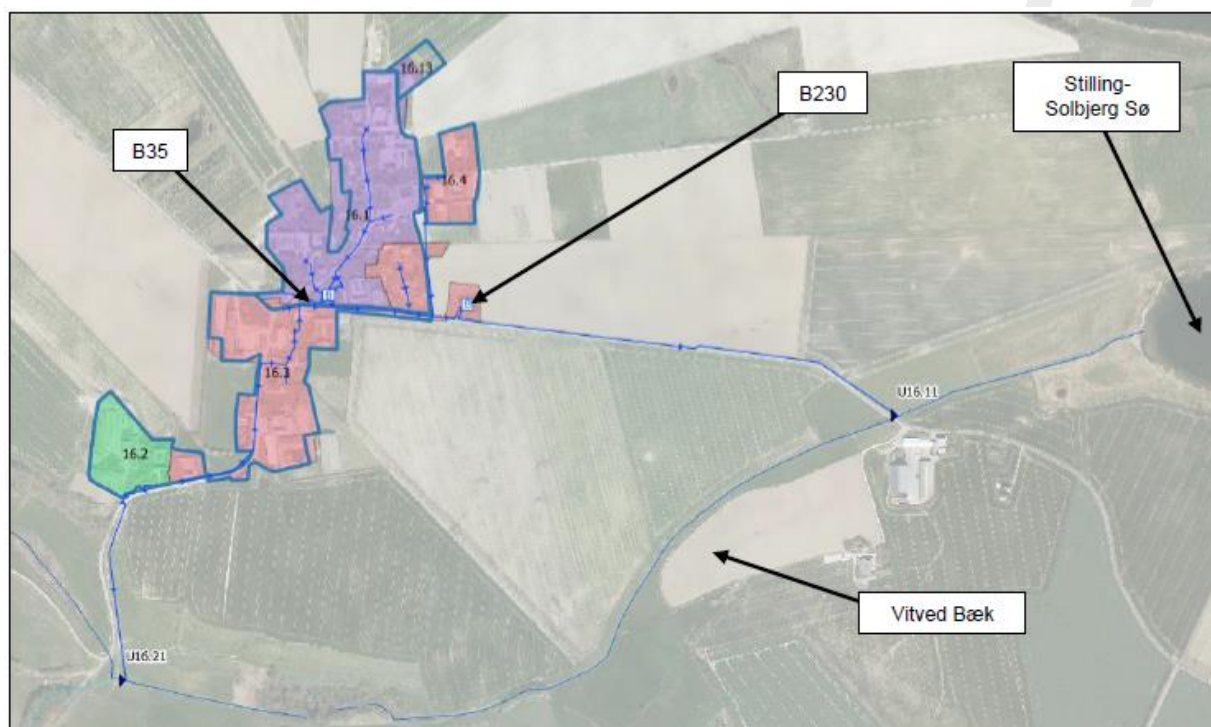 16.13
B35
B230
Stilling-
Solbjerg Sø
16.4
16.1
16.3
16.2
U16.11
Vitved Bæk
U16.21